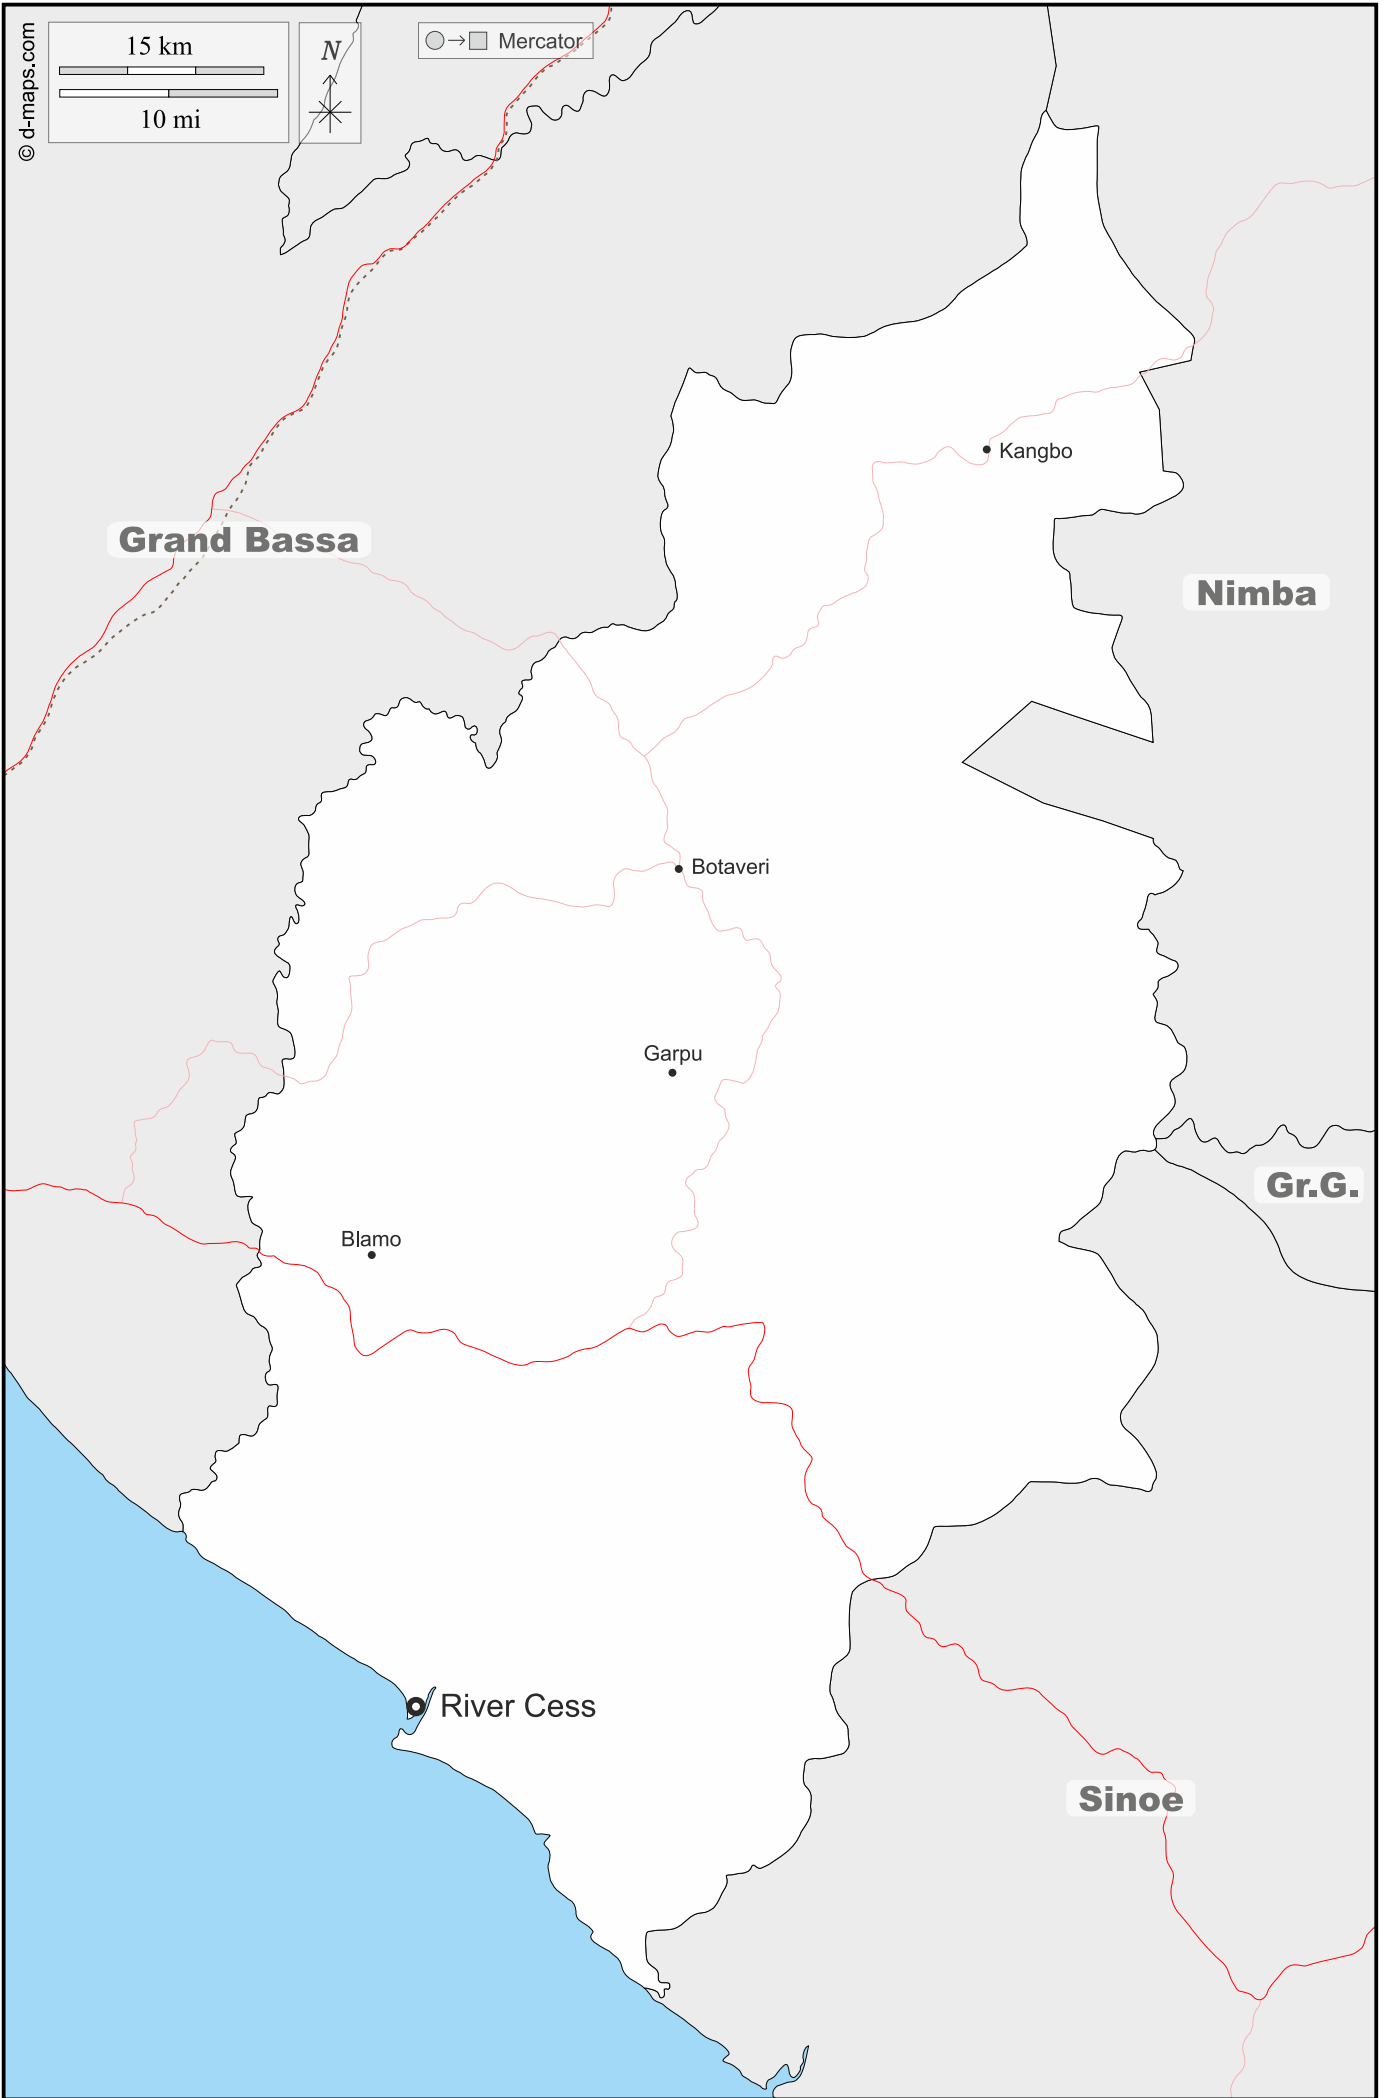 © d-maps.com
15 km
10 mi
N
Mercator
Kangbo
Grand Bassa
Nimba
Botaveri
Garpu
Gr.G.
Blamo
River Cess
Sinoe